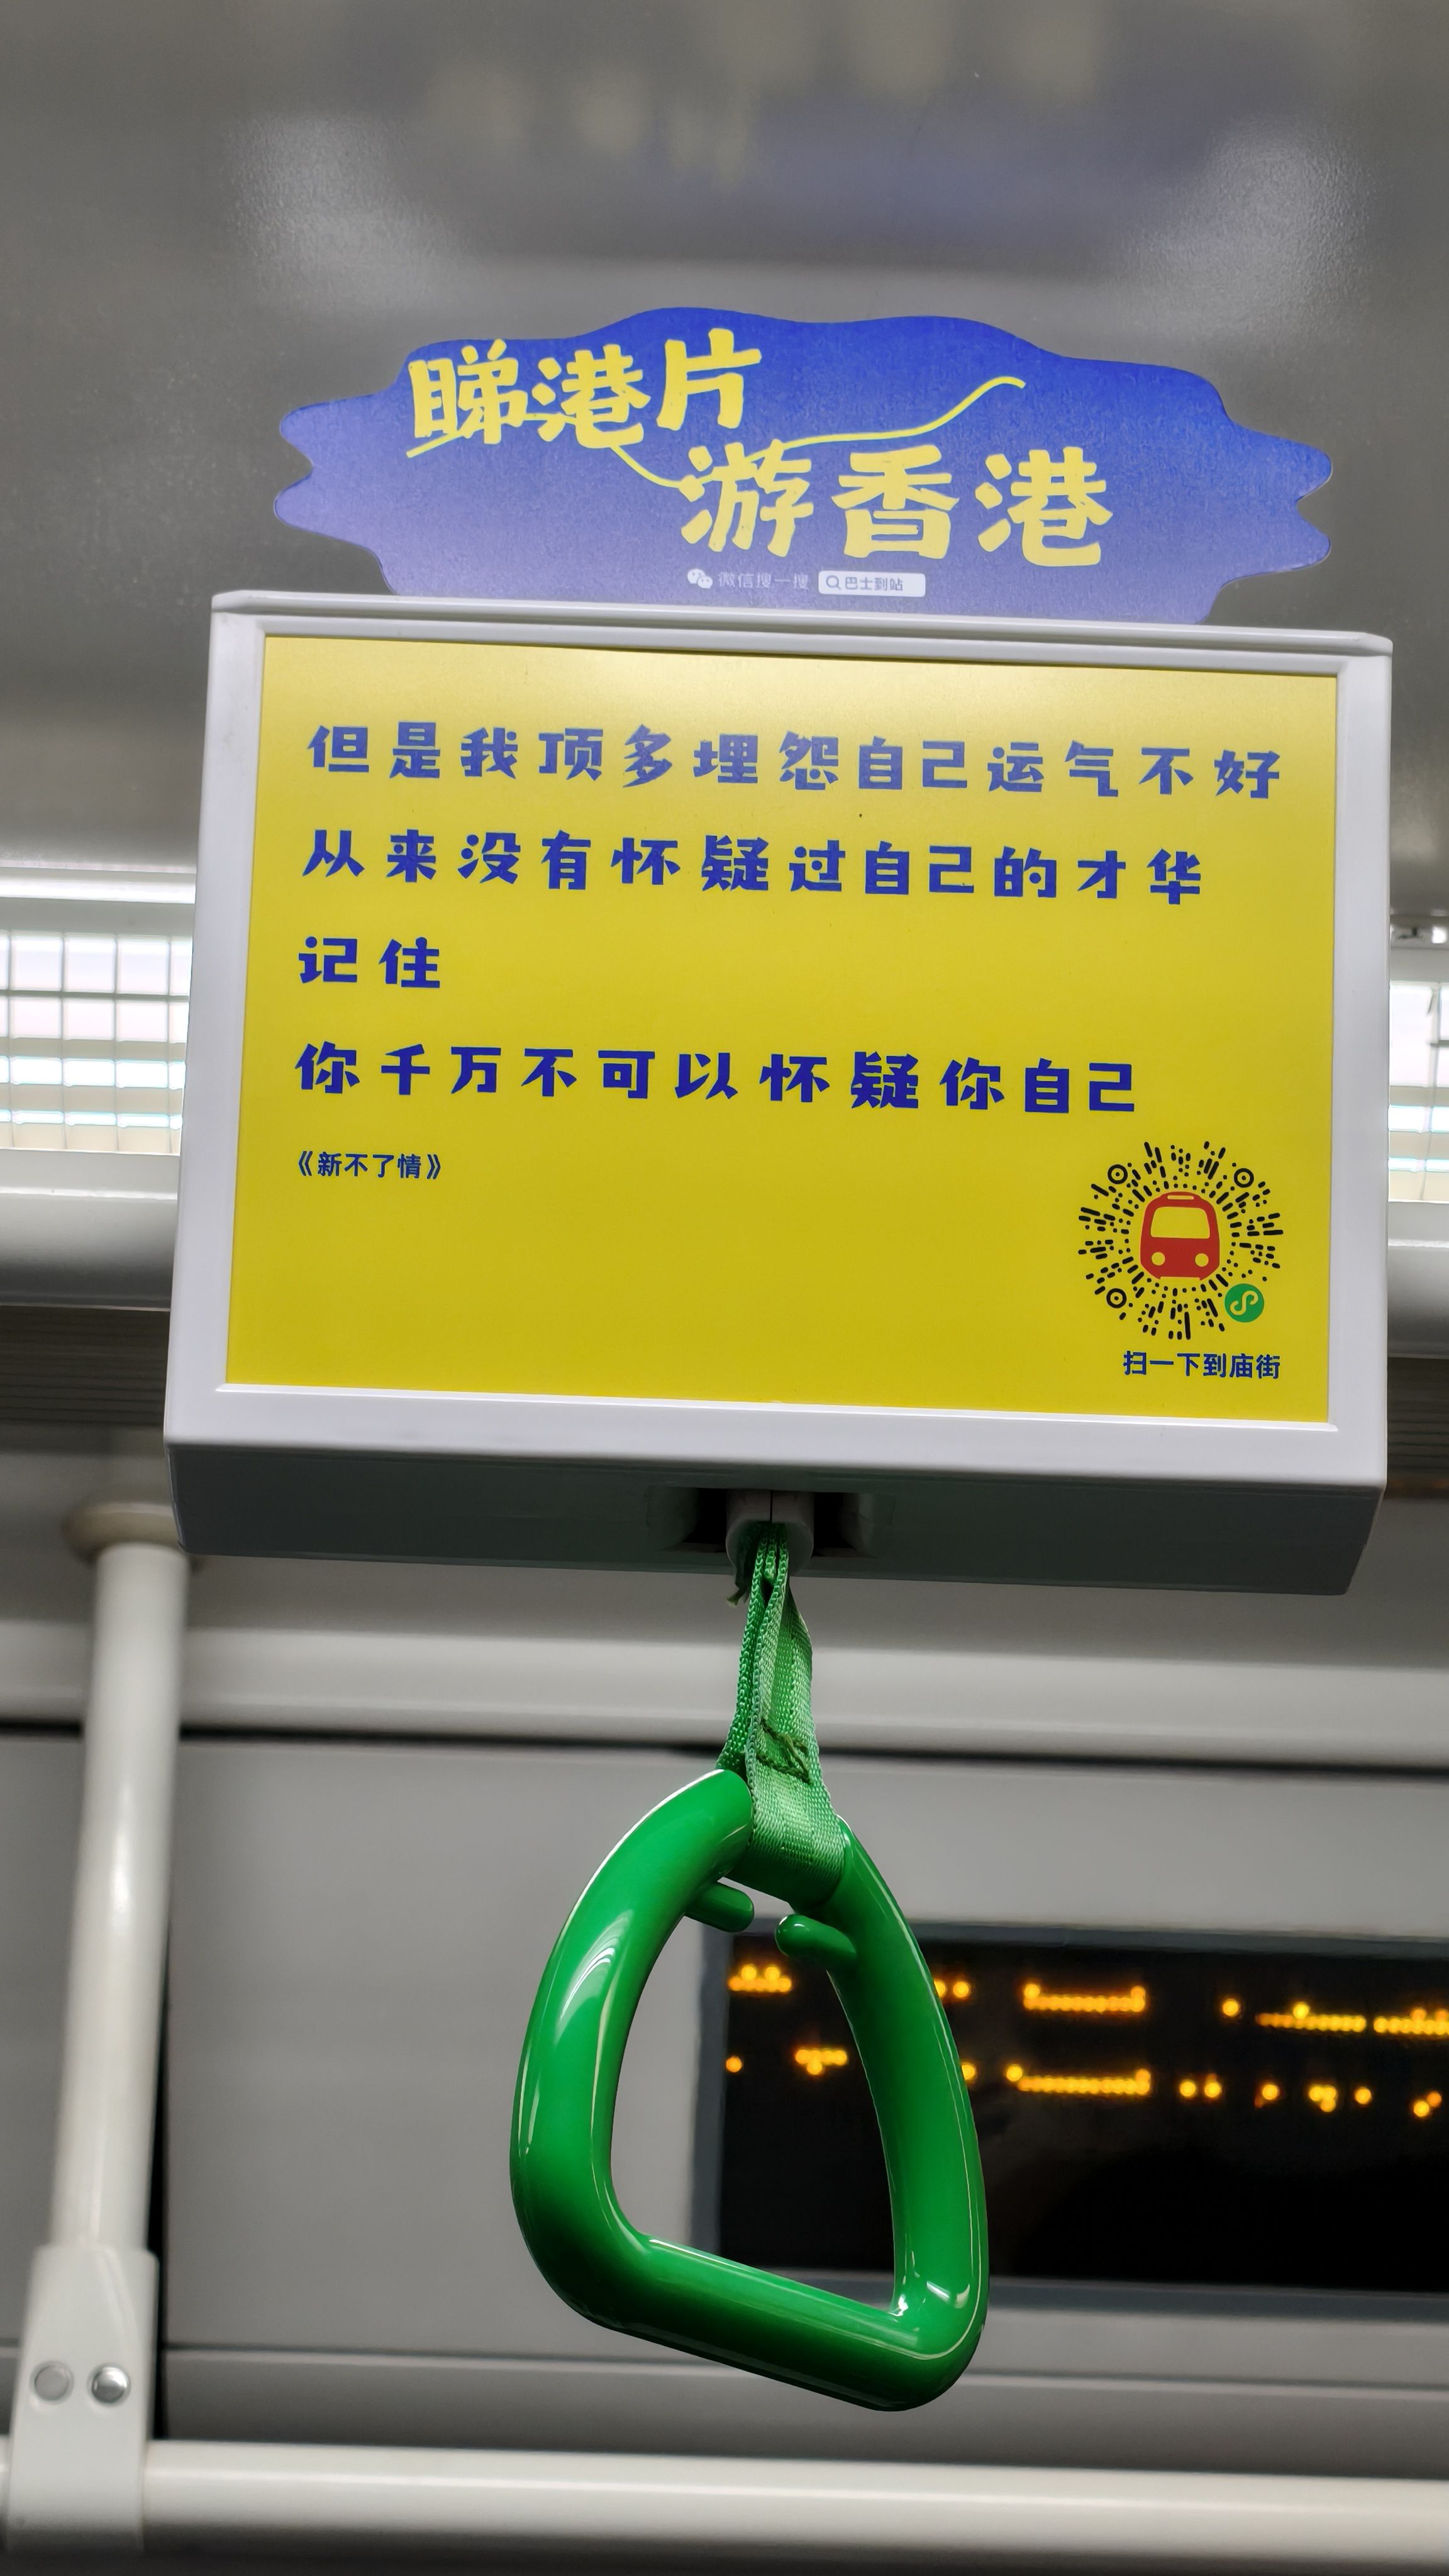 睇港片
游香港
微信搜一搜 巴士到站
但是我顶多埋怨自己运气不好
从来没有怀疑过自己的才华
记住
你千万不可以怀疑你自己
《新不了情》
扫一下到庙街